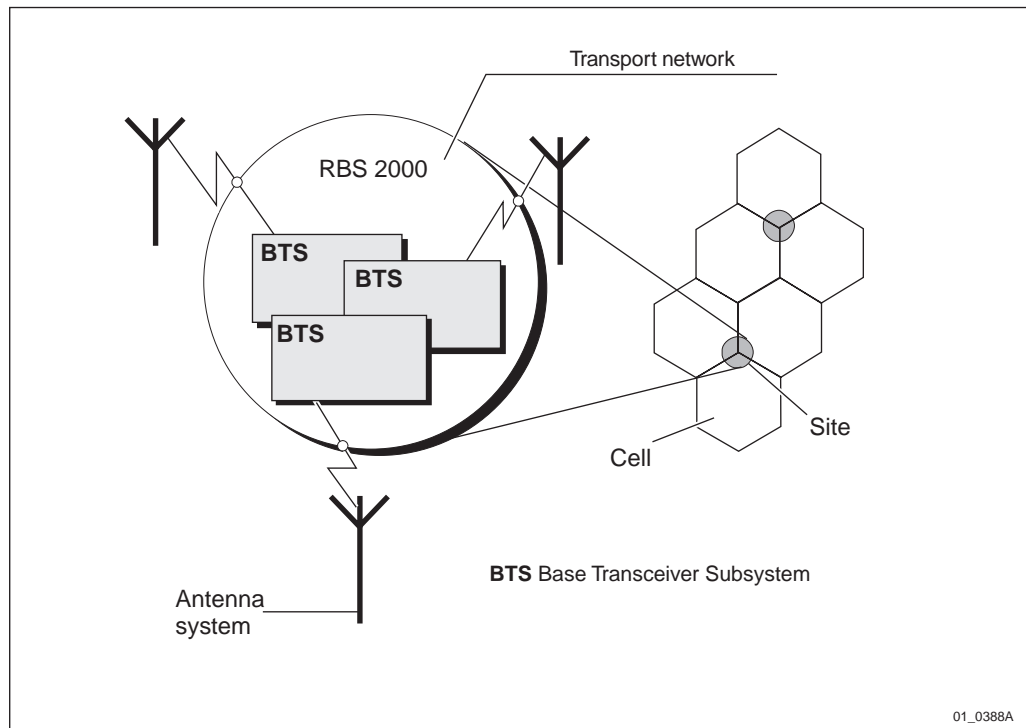 Transport network
RBS 2000
BTS
BTS
BTS
Site
Cell
BTS Base Transceiver Subsystem
Antenna
system
01_0388A